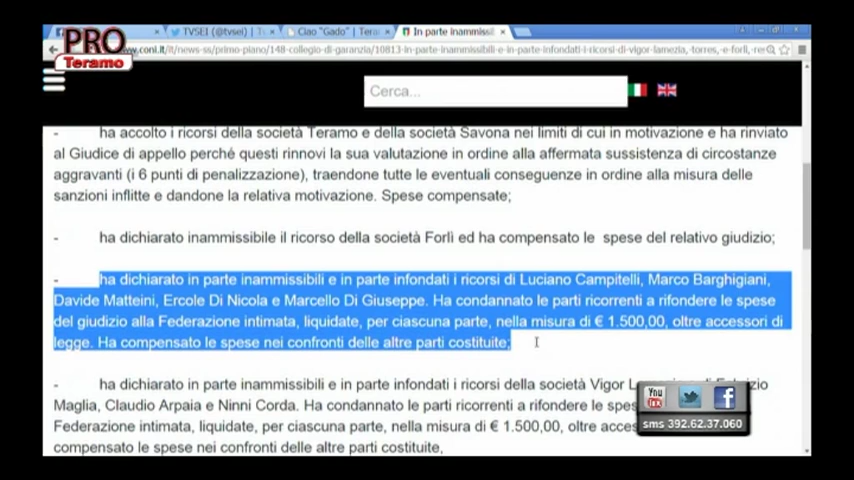 PRO
Teramo
TVSEI (@tvsei) | Tv
Ciao "Gado" | Teram
In parte inammissibi
www.coni.it/it/news-ss/primo-piano/148-collegio-di-garanzia/10813-in-parte-inammissibili-e-in-parte-infondati-i-ricorsi-di-vigor-lamezia,-torres,-e-forlì,-re
Cerca...
- ha accolto i ricorsi della società Teramo e della società Savona nei limiti di cui in motivazione e ha rinviato
al Giudice di appello perché questi rinnovi la sua valutazione in ordine alla affermata sussistenza di circostanze
aggravanti (i 6 punti di penalizzazione), traendone tutte le eventuali conseguenze in ordine alla misura delle
sanzioni inflitte e dandone la relativa motivazione. Spese compensate;
- ha dichiarato inammissibile il ricorso della società Forlì ed ha compensato le spese del relativo giudizio;
- ha dichiarato in parte inammissibili e in parte infondati i ricorsi di Luciano Campitelli, Marco Barghigiani,
Davide Matteini, Ercole Di Nicola e Marcello Di Giuseppe. Ha condannato le parti ricorrenti a rifondere le spese
del giudizio alla Federazione intimata, liquidate, per ciascuna parte, nella misura di € 1.500,00, oltre accessori di
legge. Ha compensato le spese nei confronti delle altre parti costituite;
- ha dichiarato in parte inammissibili e in parte infondati i ricorsi della società Vigor
Maglia, Claudio Arpaia e Ninni Corda. Ha condannato le parti ricorrenti a rifondere le
Federazione intimata, liquidate, per ciascuna parte, nella misura di € 1.500,00, oltre
compensato le spese nei confronti delle altre parti costituite,
You
f
sms 392.62.37.060